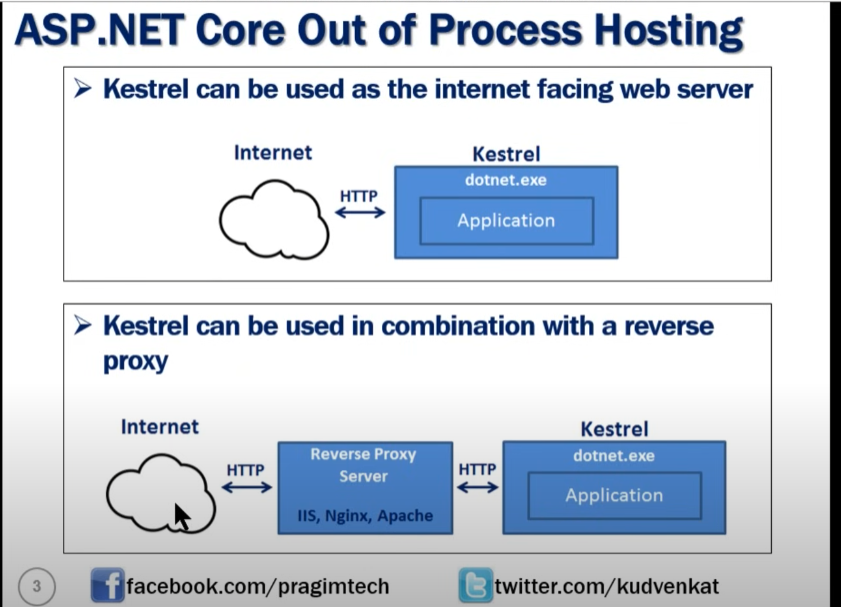 ASP.NET Core Out of Process Hosting
Kestrel can be used as the internet facing web server
Internet
Kestrel
HTTP
dotnet.exe
Application
Kestrel can be used in combination with a reverse
proxy
Internet
Kestrel
HTTP
Reverse Proxy
Server
IIS, Nginx, Apache
HTTP
dotnet.exe
Application
3
facebook.com/pragimtech
twitter.com/kudvenkat